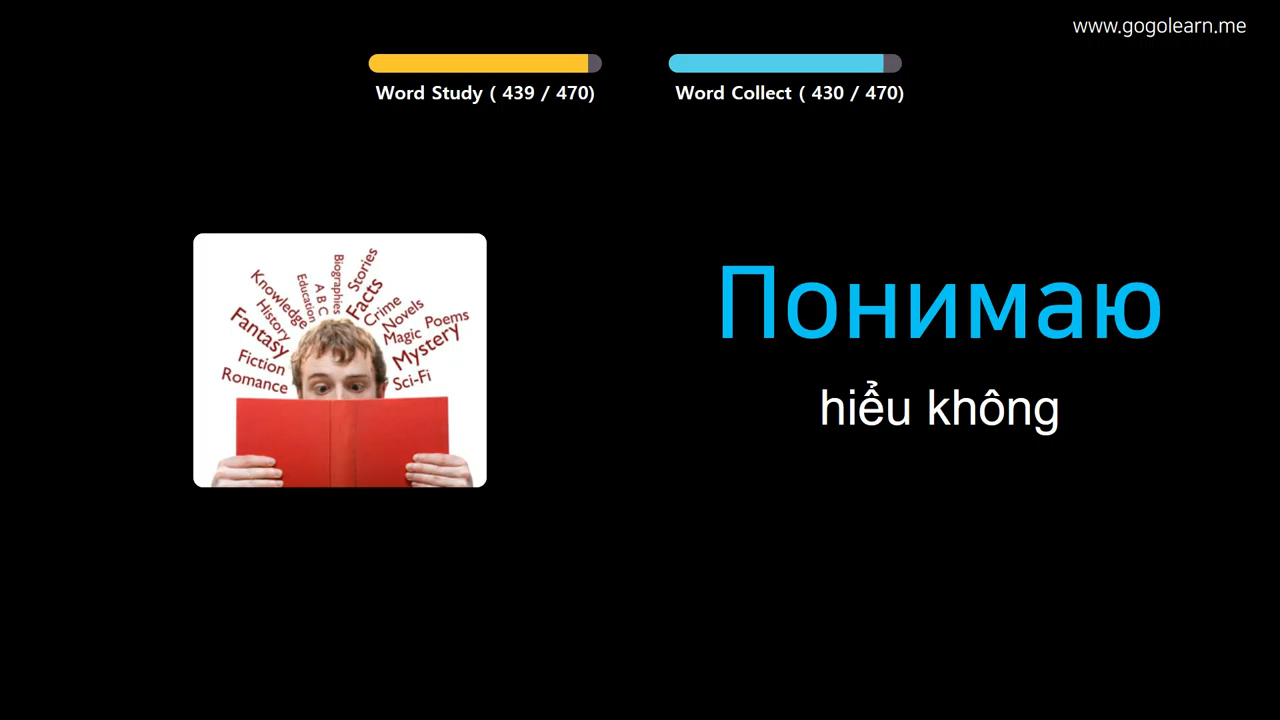 www.gogolearn.me
Word Study ( 439 / 470)
Word Collect ( 430 / 470)
Понимаю
hiểu không
Knowledge
History
Fantasy
Fiction
Romance
Education
A B C
Biographies
Stories
Facts
Crime
Novels
Magic
Poems
Mystery
Sci-Fi